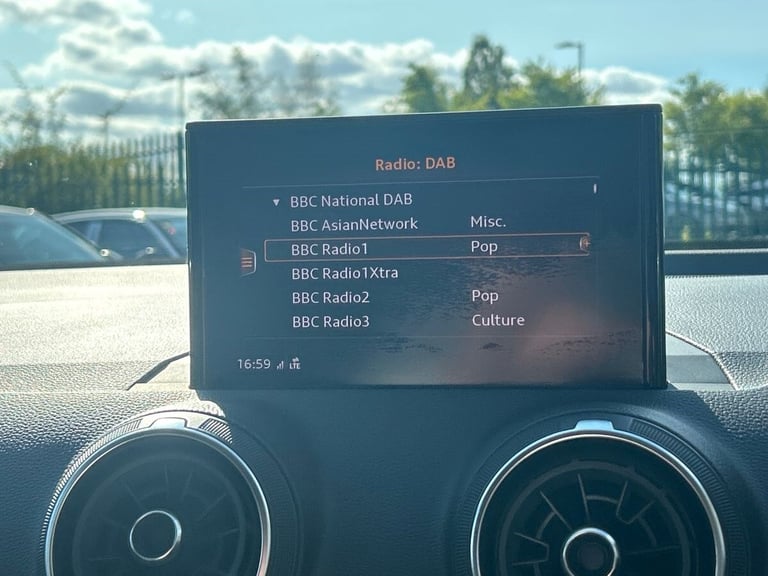 Radio: DAB
▼ BBC National DAB
BBC AsianNetwork Misc.
BBC Radio1 Pop
BBC Radio1Xtra
BBC Radio2 Pop
BBC Radio3 Culture
16:59 LTE